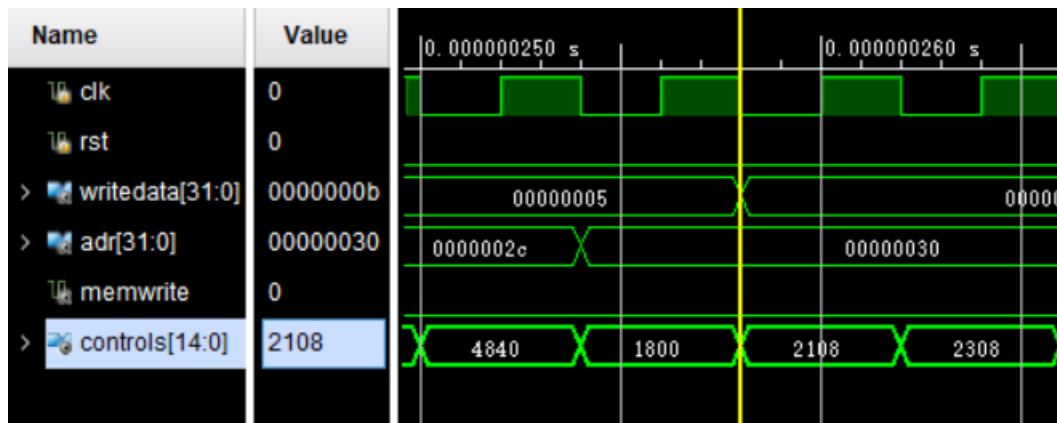 Name Value
0.000000250 s 0.000000260 s
clk 0
rst 0
writedata[31:0] 0000000b 00000005 0000
adr[31:0] 00000030 0000002c 00000030
memwrite 0
controls[14:0] 2108 4840 1800 2108 2308